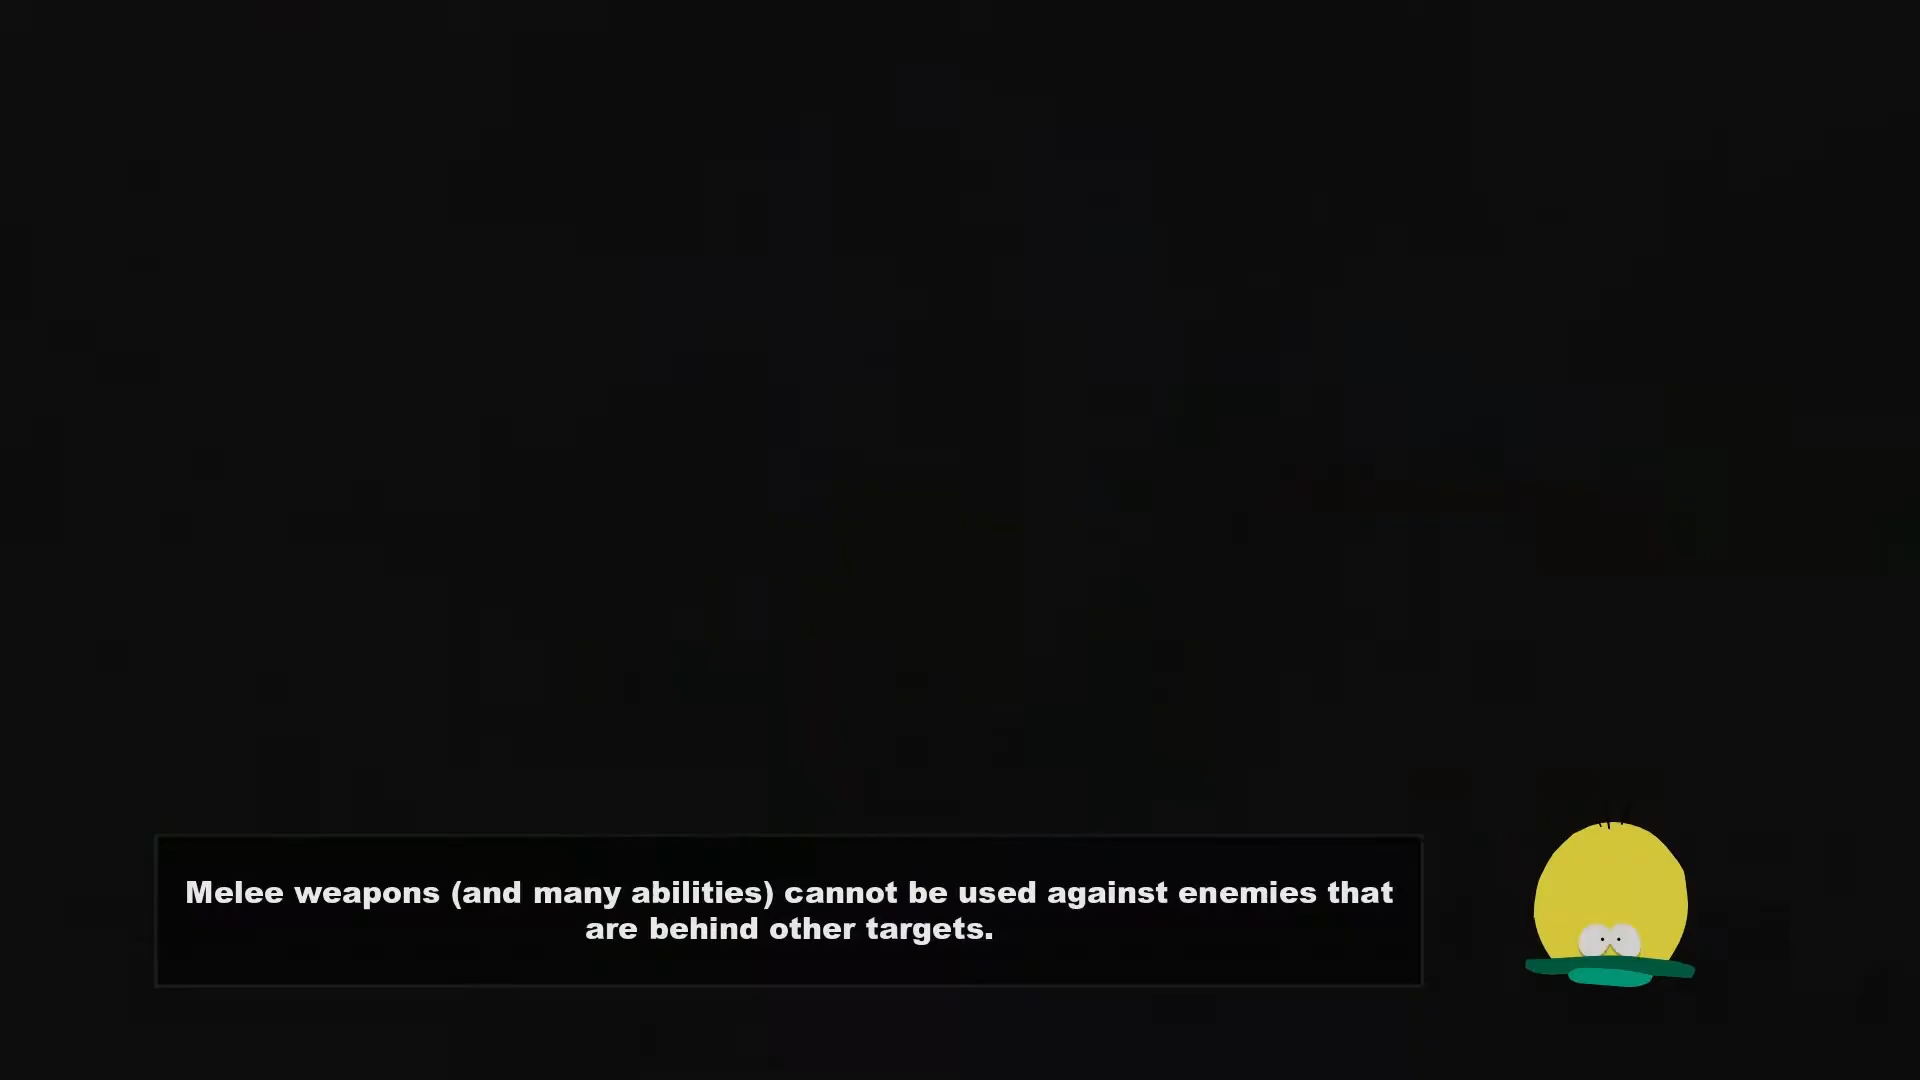 Melee weapons (and many abilities) cannot be used against enemies that
are behind other targets.